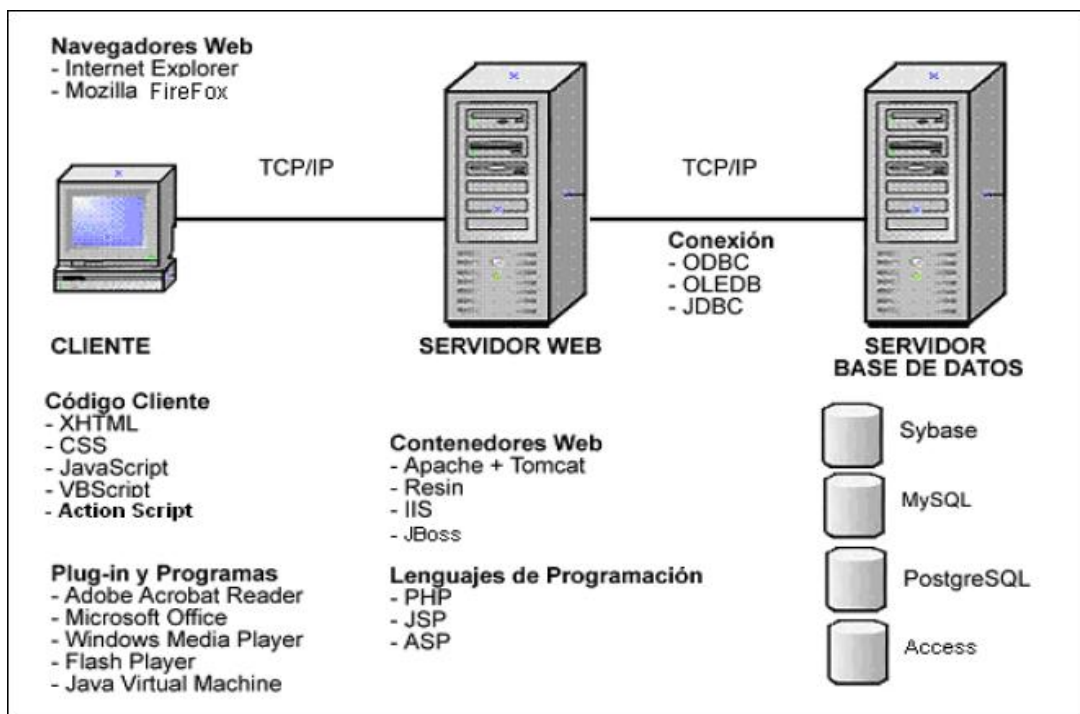 Navegadores Web
- Internet Explorer
- Mozilla FireFox
TCP/IP
TCP/IP
Conexión
- ODBC
- OLEDB
- JDBC
CLIENTE
SERVIDOR WEB
SERVIDOR
BASE DE DATOS
Código Cliente
- XHTML
- CSS
- JavaScript
- VBScript
- Action Script
Plug-in y Programas
- Adobe Acrobat Reader
- Microsoft Office
- Windows Media Player
- Flash Player
- Java Virtual Machine
Contenedores Web
- Apache + Tomcat
- Resin
- IIS
- JBoss
Lenguajes de Programación
- PHP
- JSP
- ASP
Sybase
MySQL
PostgreSQL
Access